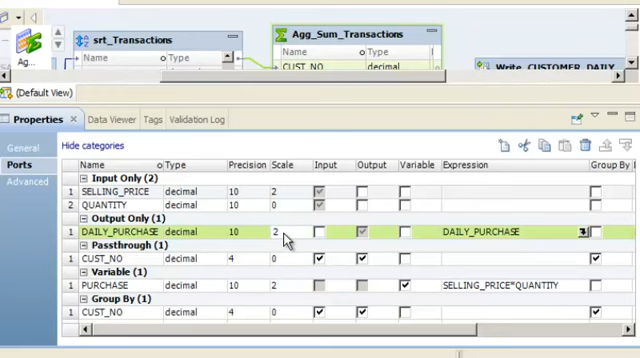 srt_Transactions
Agg_Sum_Transactions
Name Type
Name Type
CUST_NO decimal
Ag...
Write_CUSTOMER_DAILY
(Default View)
Properties Data Viewer Tags Validation Log
General
Ports
Advanced
Hide categories
Name Type Precision Scale Input Output Variable Expression Group By
Input Only (2)
1 SELLING_PRICE decimal 10 2
1 QUANTITY decimal 10 0
Output Only (1)
1 DAILY_PURCHASE decimal 10 2 DAILY_PURCHASE
Passthrough (1)
1 CUST_NO decimal 4 0
Variable (1)
1 PURCHASE decimal 10 2 SELLING_PRICE*QUANTITY
Group By (1)
1 CUST_NO decimal 4 0